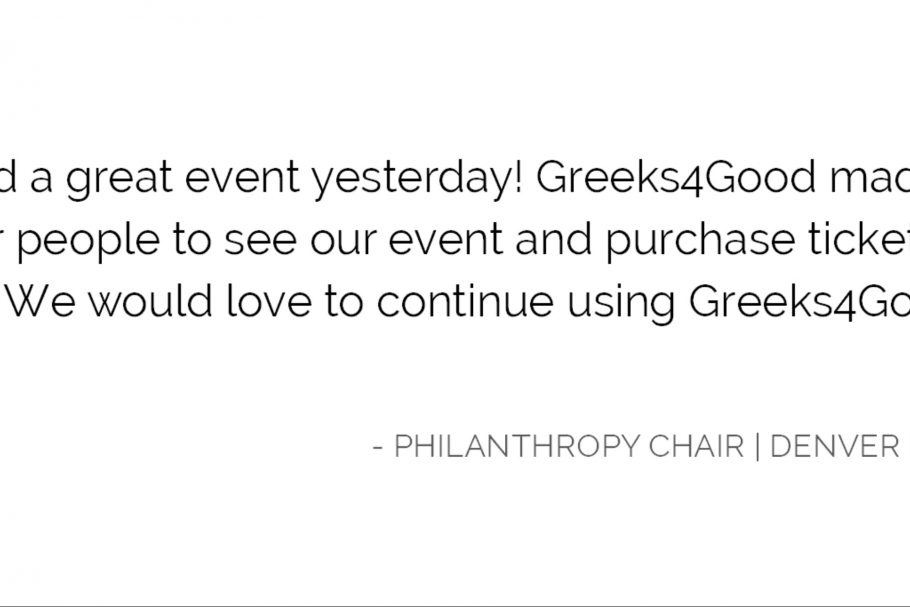 d a great event yesterday! Greeks4Good mad
r people to see our event and purchase ticket
We would love to continue using Greeks4Go
- PHILANTHROPY CHAIR | DENVER